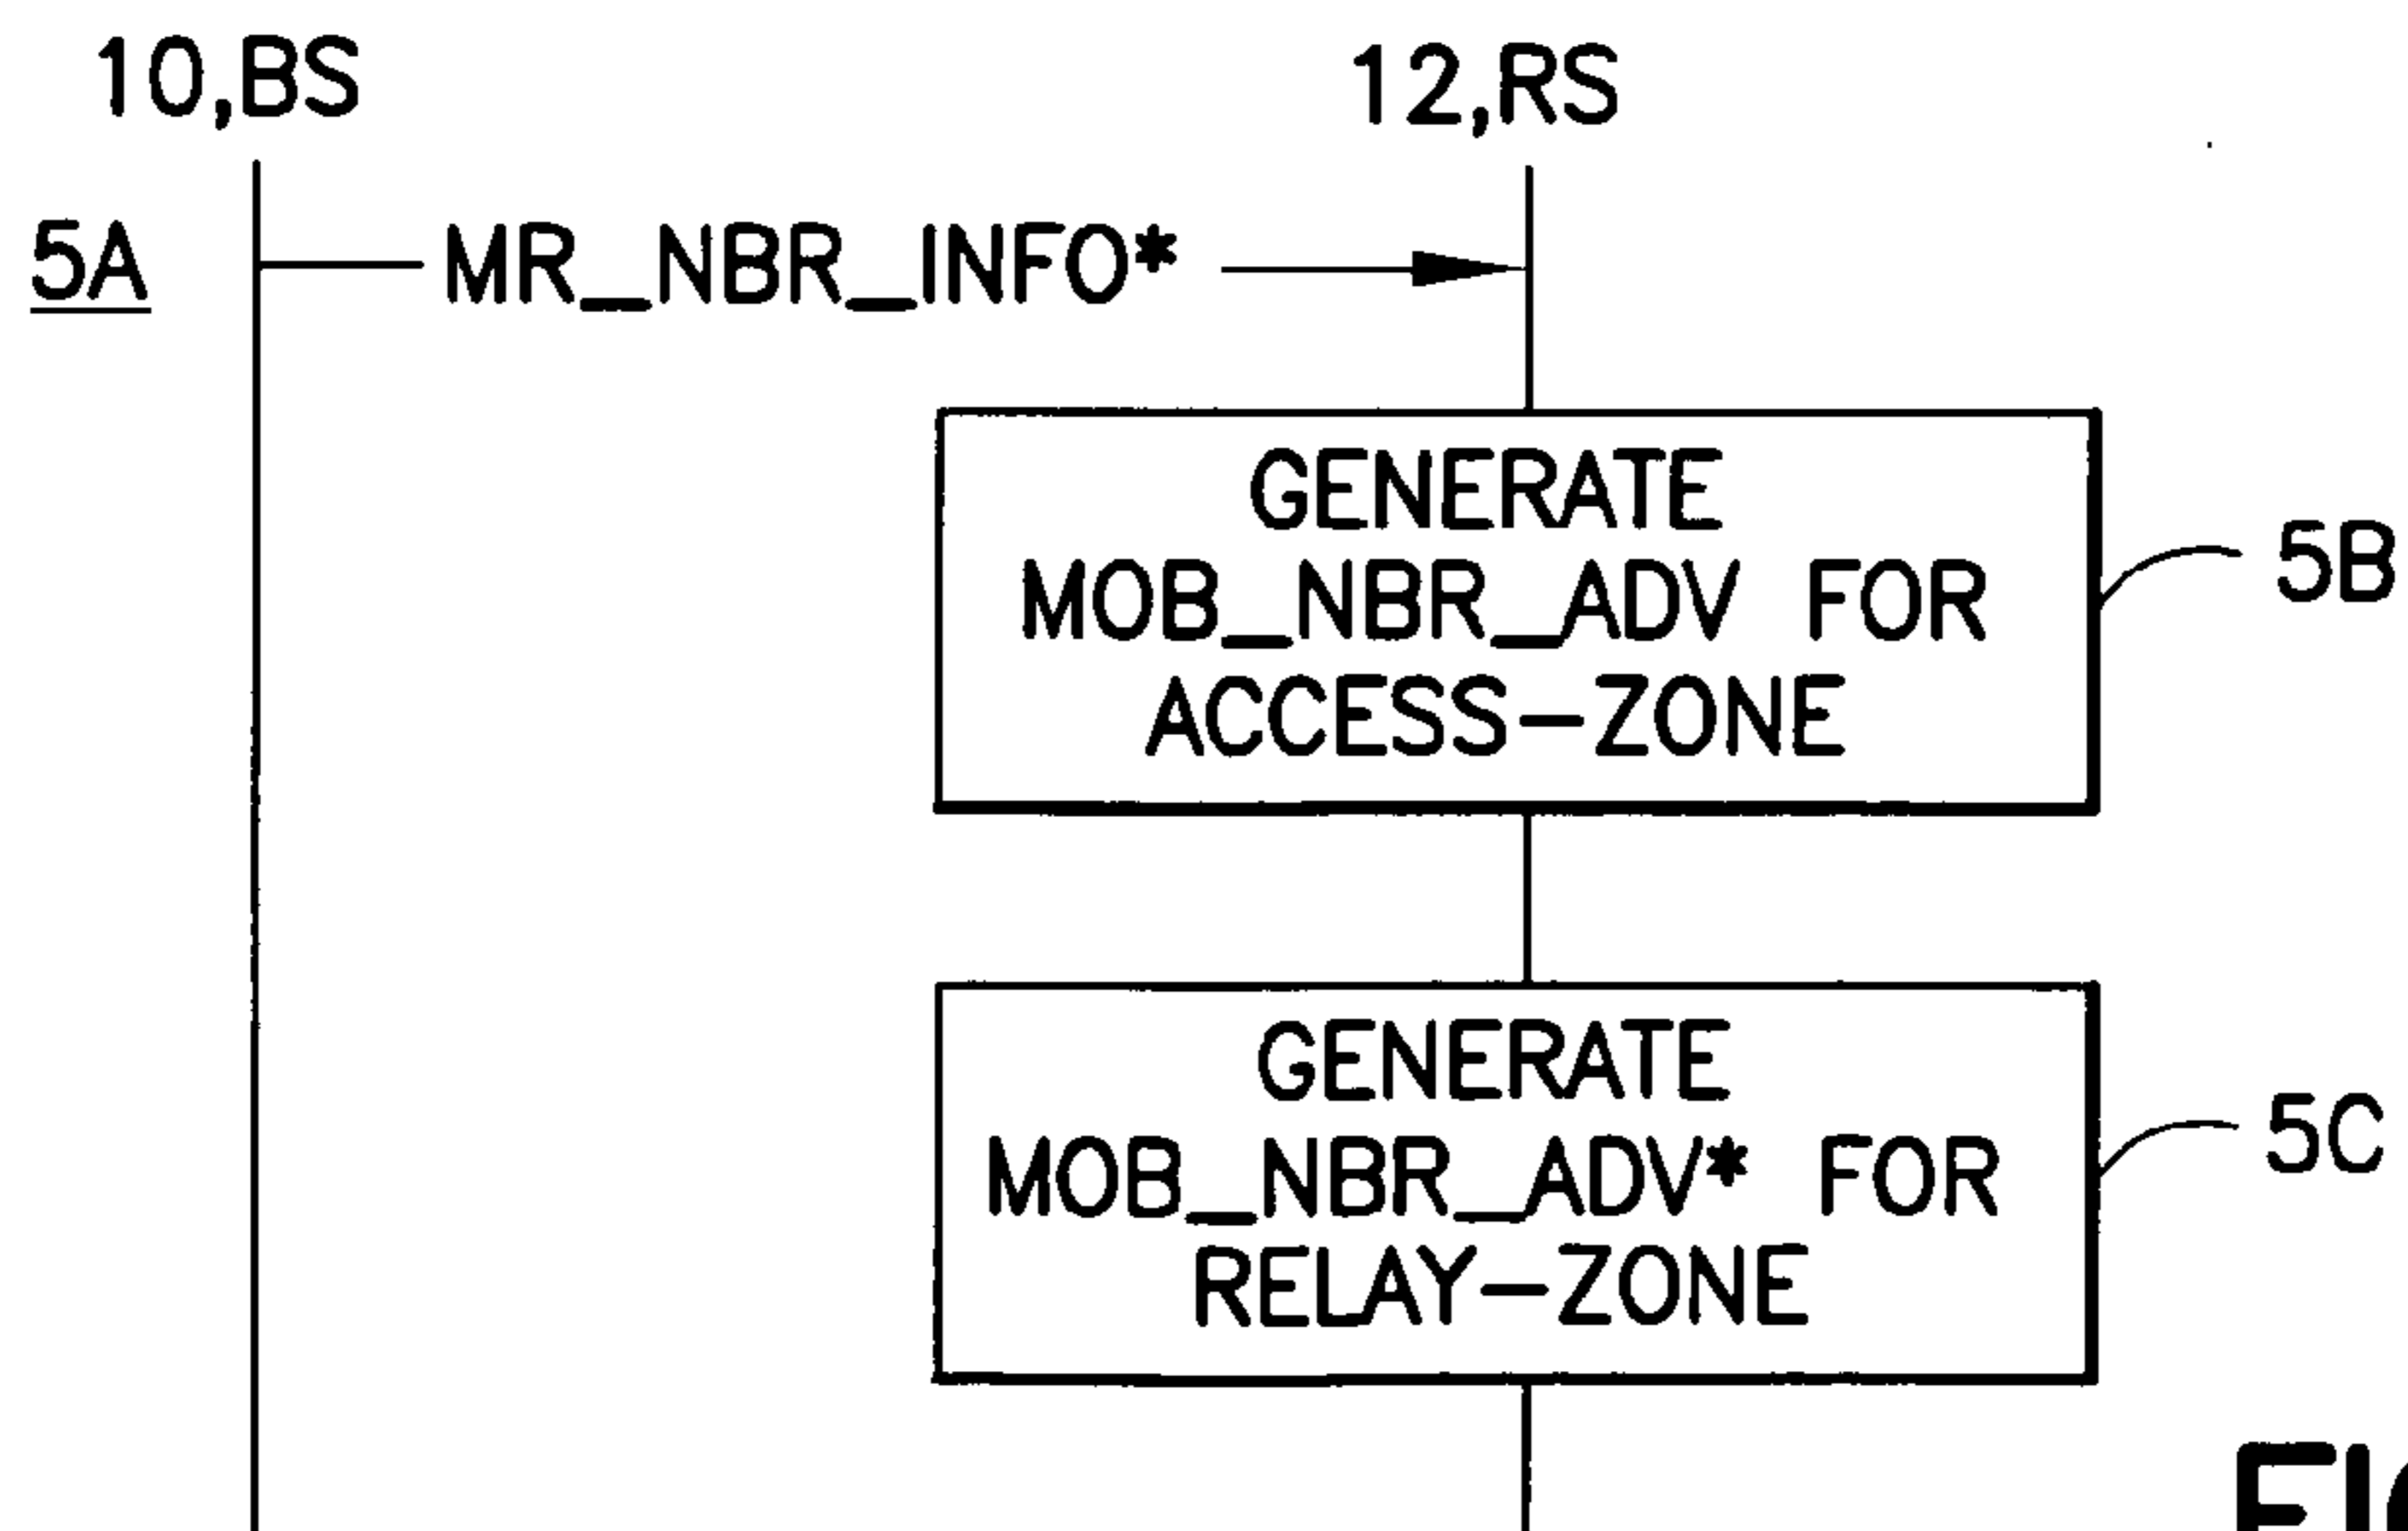 10,BS
12,RS
5A
MR_NBR_INFO*
GENERATE
MOB_NBR_ADV FOR
ACCESS-ZONE
5B
GENERATE
MOB_NBR_ADV* FOR
RELAY-ZONE
5C